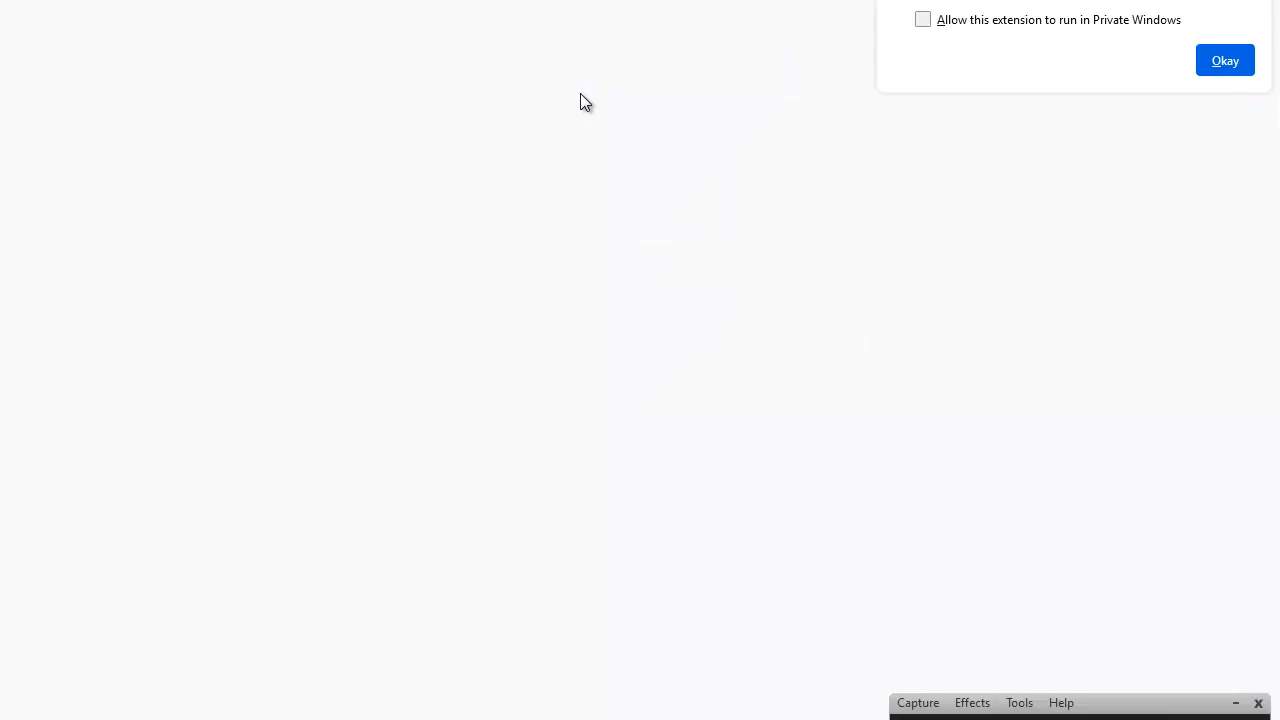 Allow this extension to run in Private Windows
Okay
Capture Effects Tools Help